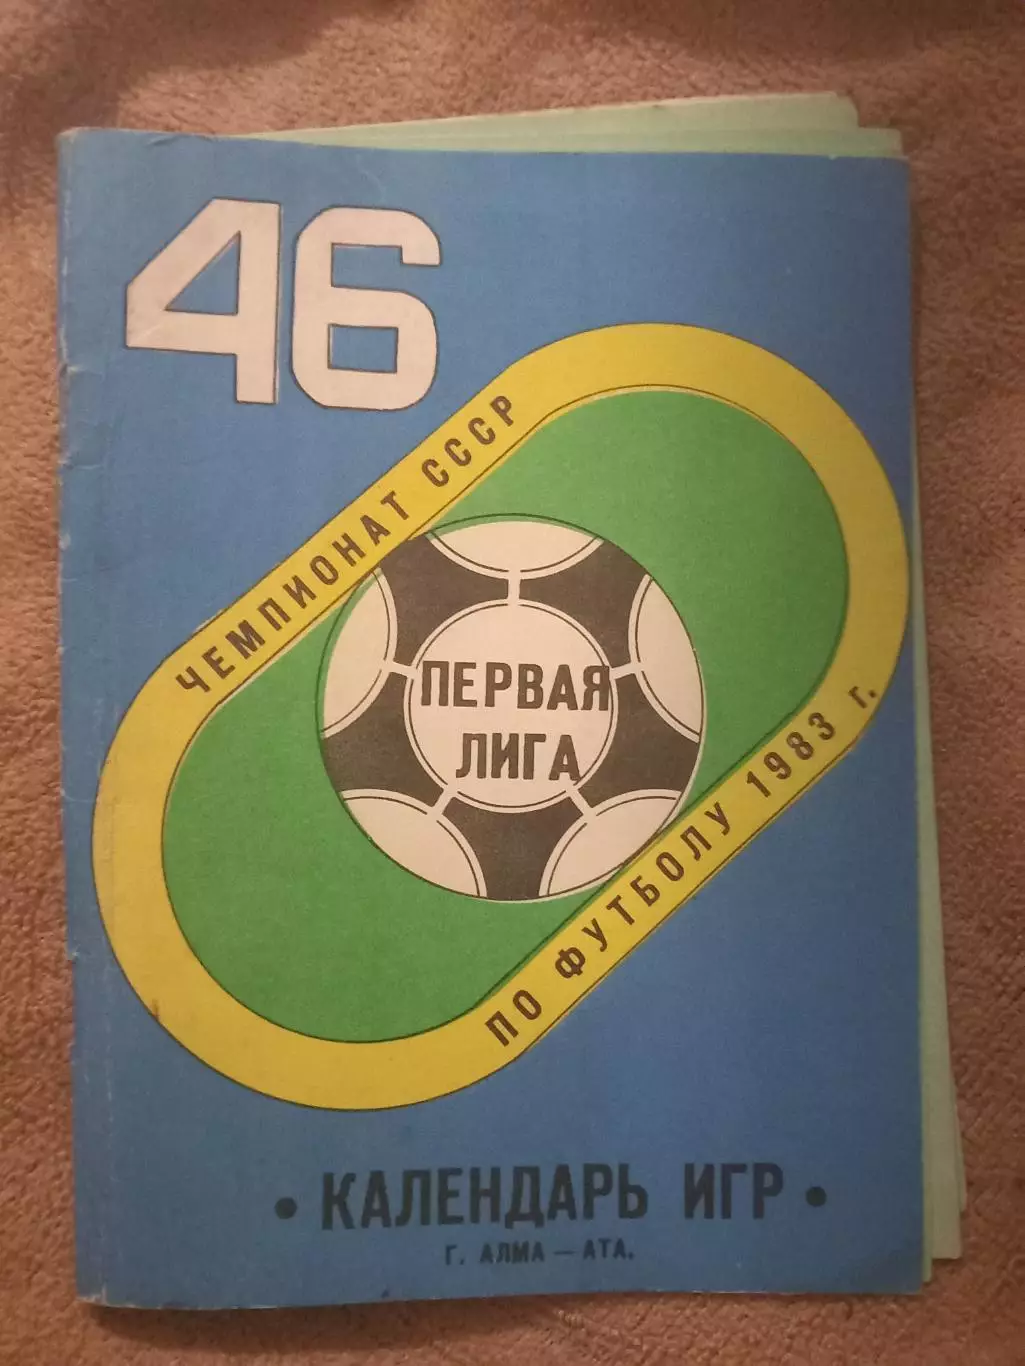 46
ЧЕМПИОНАТ СССР
ПЕРВАЯ
ЛИГА
ПО ФУТБОЛУ 1983 г.
• КАЛЕНДАРЬ ИГР •
Г. АЛМА — АТА.